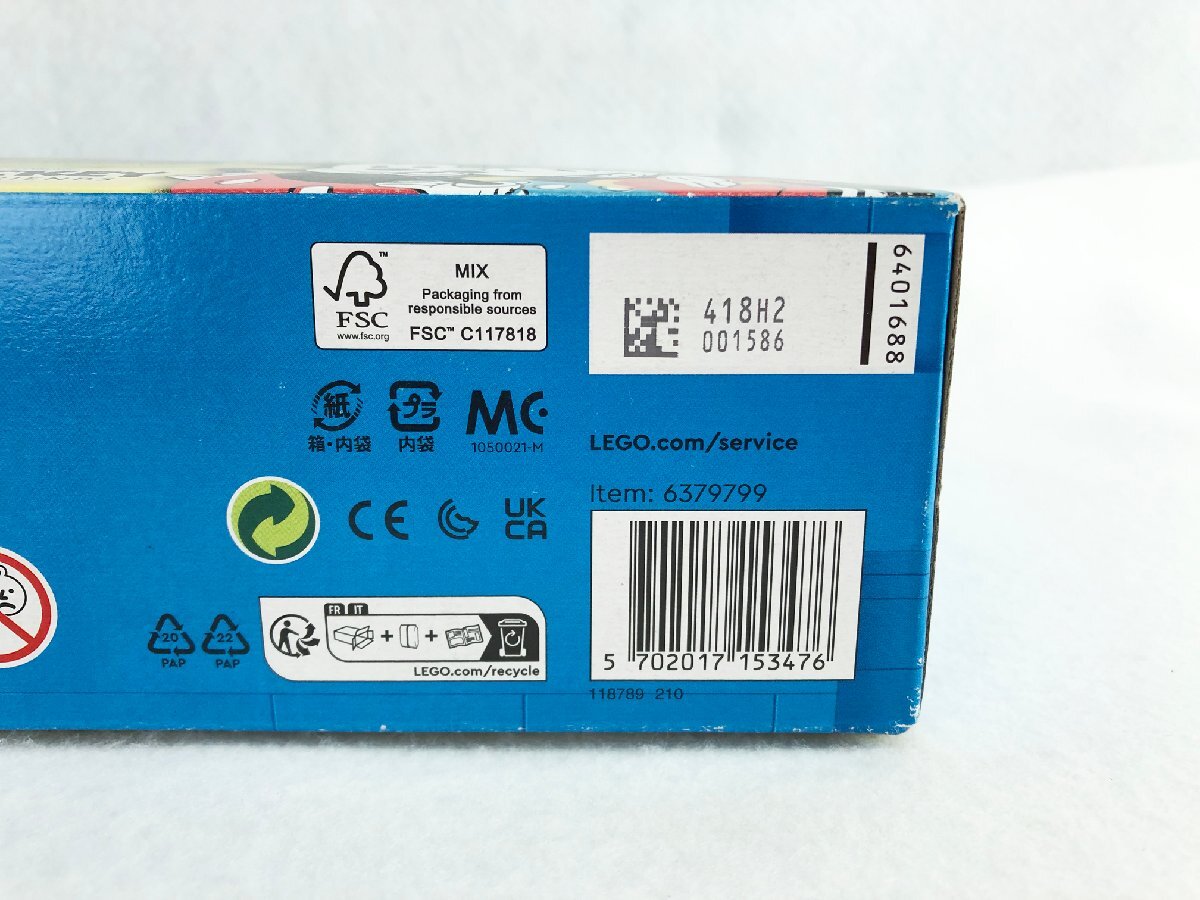 ™
FSC
www.fsc.org
MIX
Packaging from
responsible sources
FSC™ C117818
418H2
001586
6401688
紙
箱・内袋
プラ
内袋
MC
1050021-M
LEGO.com/service
CE
UK
CA
Item: 6379799
20
PAP
22
PAP
FR IT
+ +
LEGO.com/recycle
5 702017 153476
118789 210